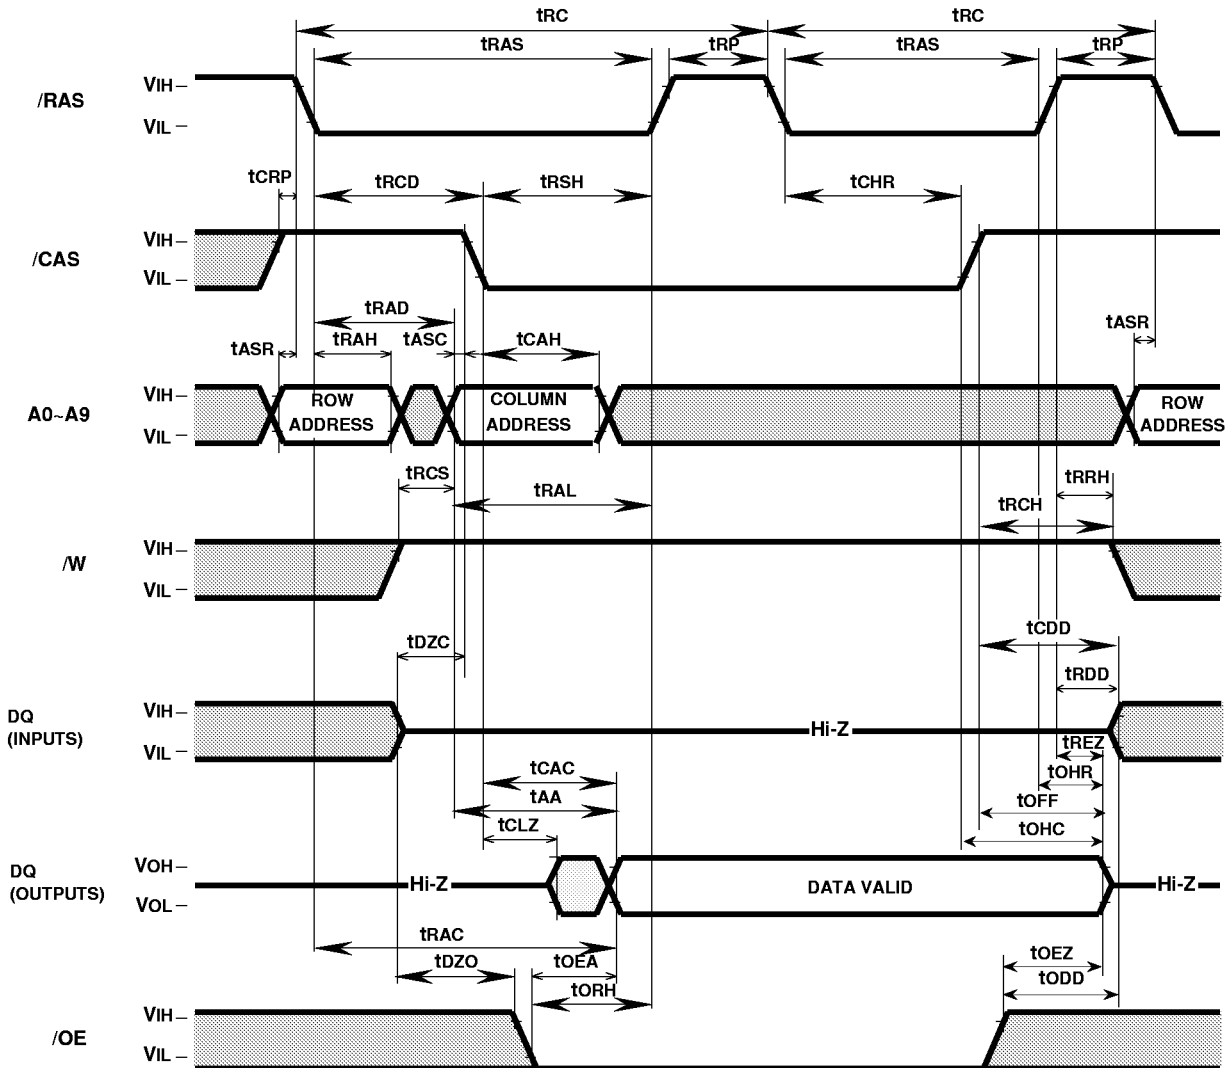 tRC tRC
tRAS tRP tRAS tRP
/RAS VIH
VIL
tCRP tRCD tRSH tCHR
/CAS VIH
VIL
tRAD tASR
tASR tRAH tASC tCAH
A0~A9 VIH ROW COLUMN ROW
VIL ADDRESS ADDRESS ADDRESS
tRCS tRRH
tRAL tRCH
/W VIH
VIL
tCDD
tDZC
tRDD
DQ VIH
(INPUTS) Hi-Z
VIL tREZ
tCAC tOHR
tAA tOFF
tCLZ tOHC
DQ VOH
(OUTPUTS) Hi-Z DATA VALID Hi-Z
VOL
tRAC
tDZO tOEA tOEZ
tORH tODD
/OE VIH
VIL